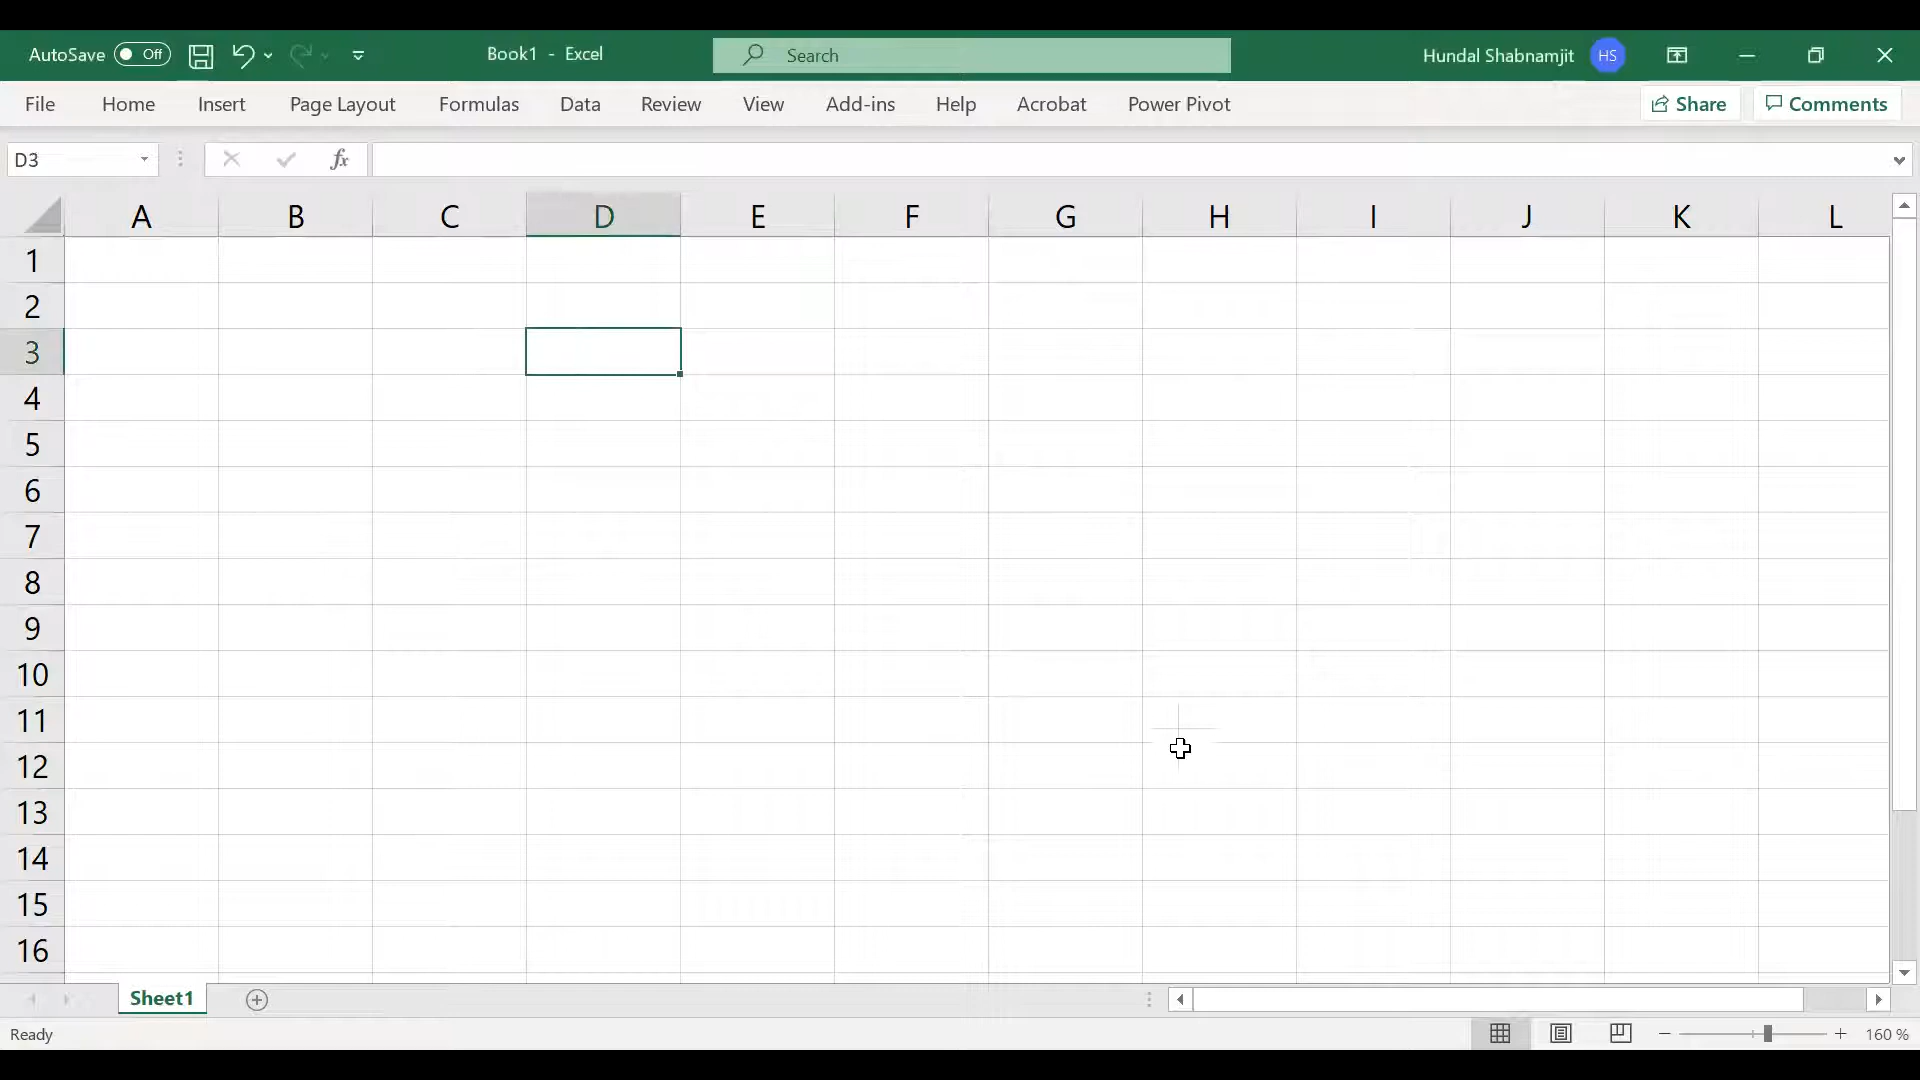 AutoSave Off Book1 - Excel Search Hundal Shabnamjit HS
File Home Insert Page Layout Formulas Data Review View Add-ins Help Acrobat Power Pivot Share Comments
D3 fx
A B C D E F G H I J K L
1
2
3
4
5
6
7
8
9
10
11
12
13
14
15
16
Sheet1
Ready 160 %